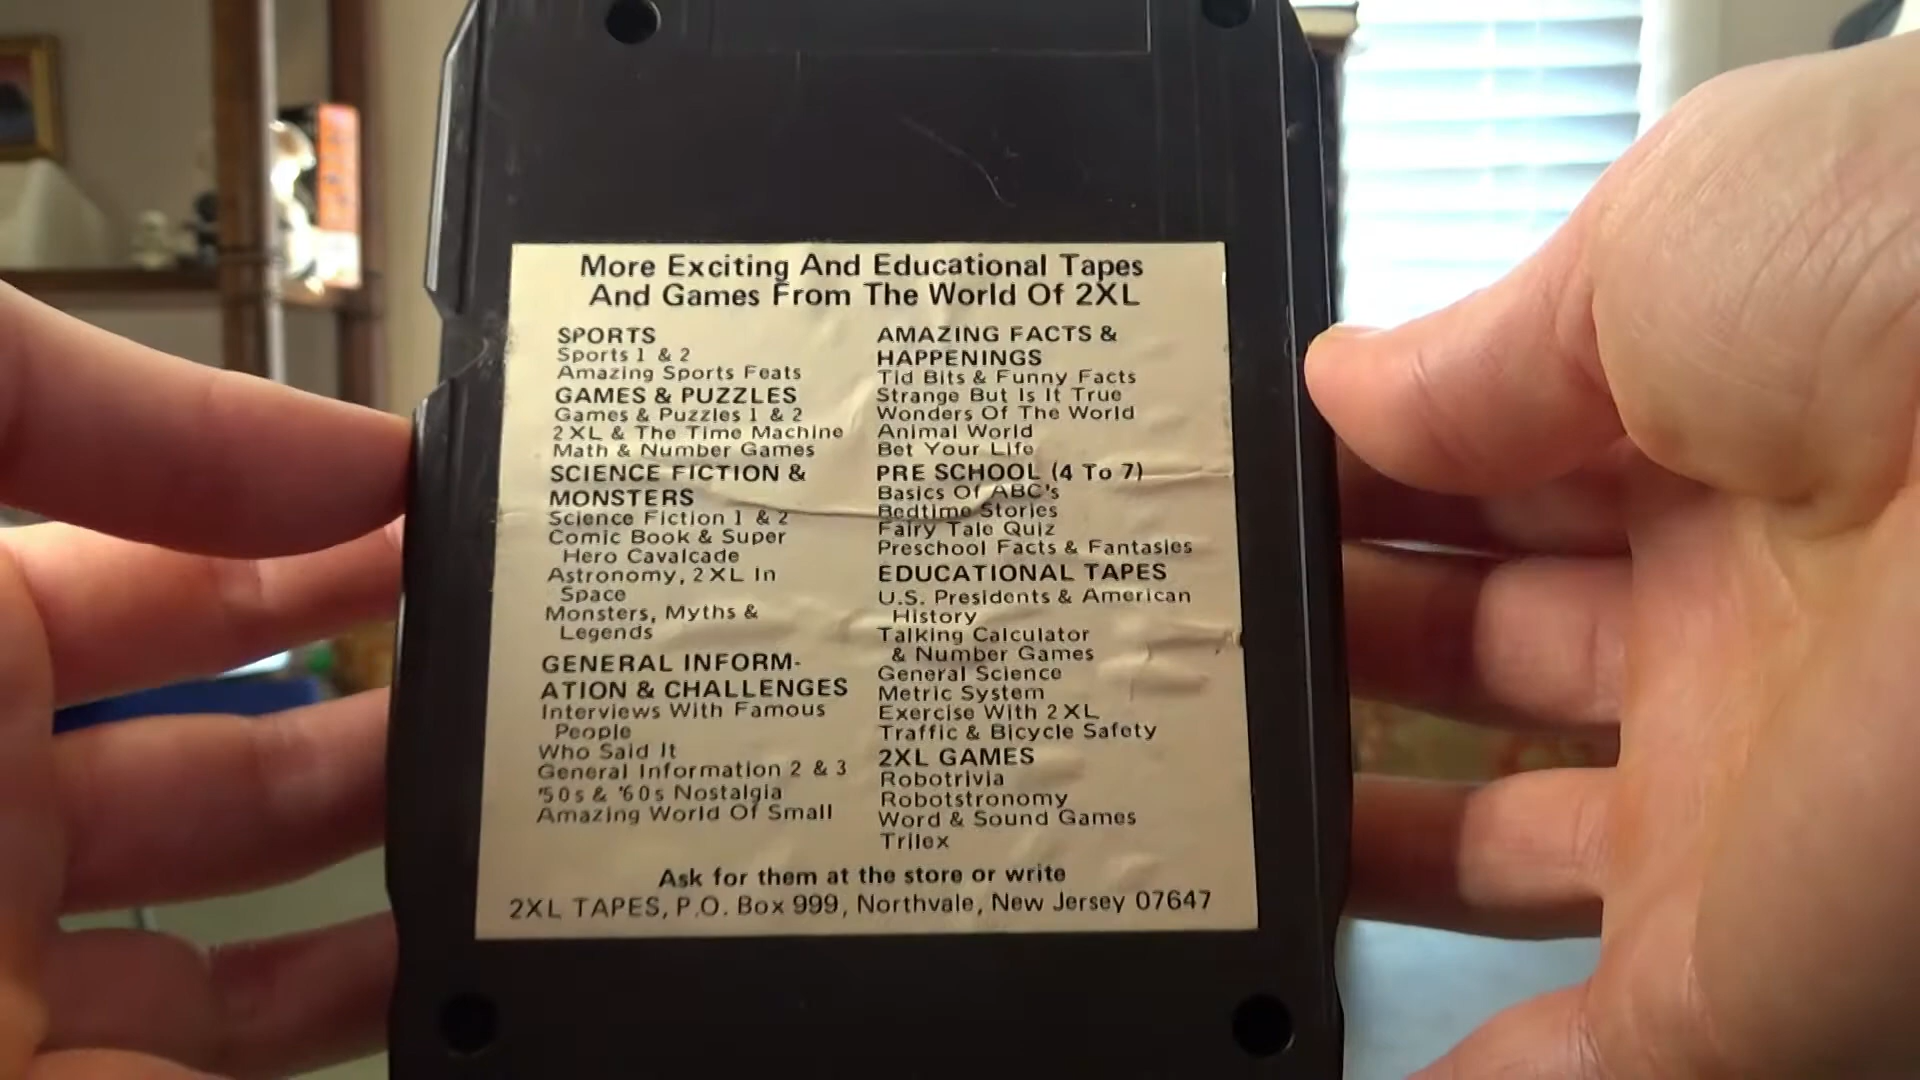 More Exciting And Educational Tapes
And Games From The World Of 2XL
SPORTS
Sports 1 & 2
Amazing Sports Feats
GAMES & PUZZLES
Games & Puzzles 1 & 2
2XL & The Time Machine
Math & Number Games
SCIENCE FICTION &
MONSTERS
Science Fiction 1 & 2
Comic Book & Super
Hero Cavalcade
Astronomy, 2XL In
Space
Monsters, Myths &
Legends
GENERAL INFORM-
ATION & CHALLENGES
Interviews With Famous
People
Who Said It
General Information 2 & 3
'50s & '60s Nostalgia
Amazing World Of Small
AMAZING FACTS &
HAPPENINGS
Tid Bits & Funny Facts
Strange But Is It True
Wonders Of The World
Animal World
Bet Your Life
PRE SCHOOL (4 To 7)
Basics Of ABC's
Bedtime Stories
Fairy Tale Quiz
Preschool Facts & Fantasies
EDUCATIONAL TAPES
U.S. Presidents & American
History
Talking Calculator
& Number Games
General Science
Metric System
Exercise With 2XL
Traffic & Bicycle Safety
2XL GAMES
Robotrivia
Robotstronomy
Word & Sound Games
Trilex
Ask for them at the store or write
2XL TAPES, P.O. Box 999, Northvale, New Jersey 07647